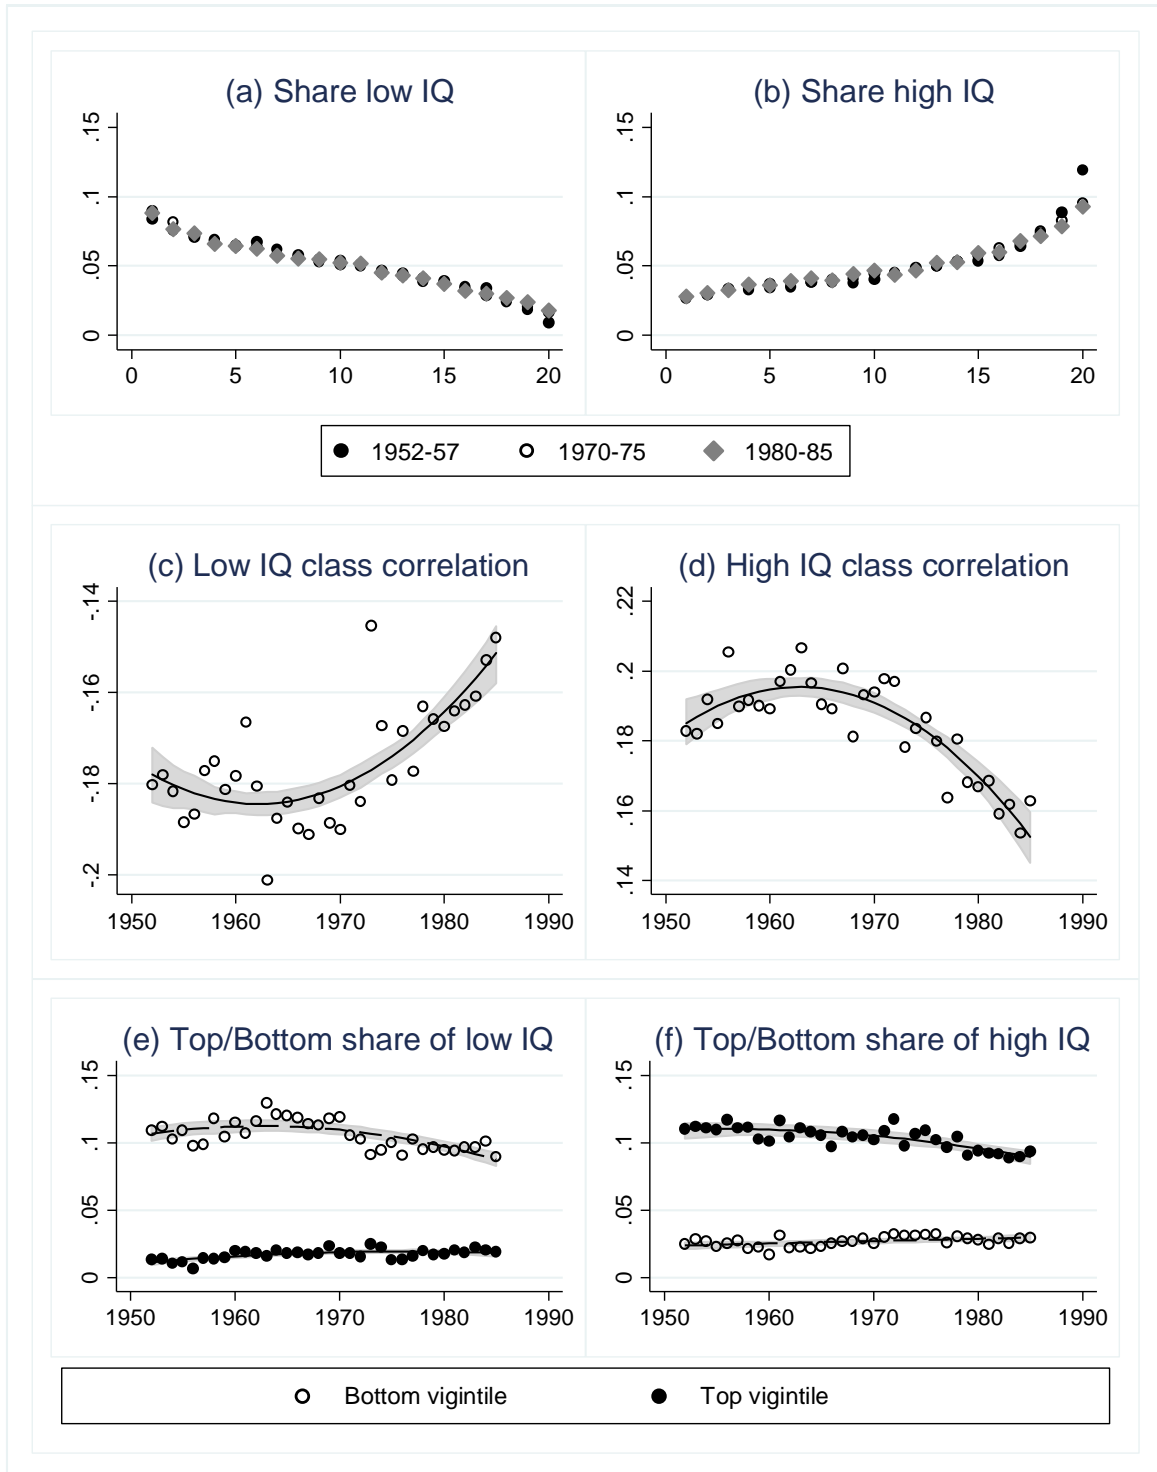 (a) Share low IQ
(b) Share high IQ
.15
.1
.05
0
0 5 10 15 20
.15
.1
.05
0
0 5 10 15 20
1952-57 1970-75 1980-85
(c) Low IQ class correlation
(d) High IQ class correlation
-.14
-.16
-.18
-.2
1950 1960 1970 1980 1990
.22
.2
.18
.16
.14
1950 1960 1970 1980 1990
(e) Top/Bottom share of low IQ
(f) Top/Bottom share of high IQ
.15
.1
.05
0
1950 1960 1970 1980 1990
.15
.1
.05
0
1950 1960 1970 1980 1990
Bottom vigintile Top vigintile